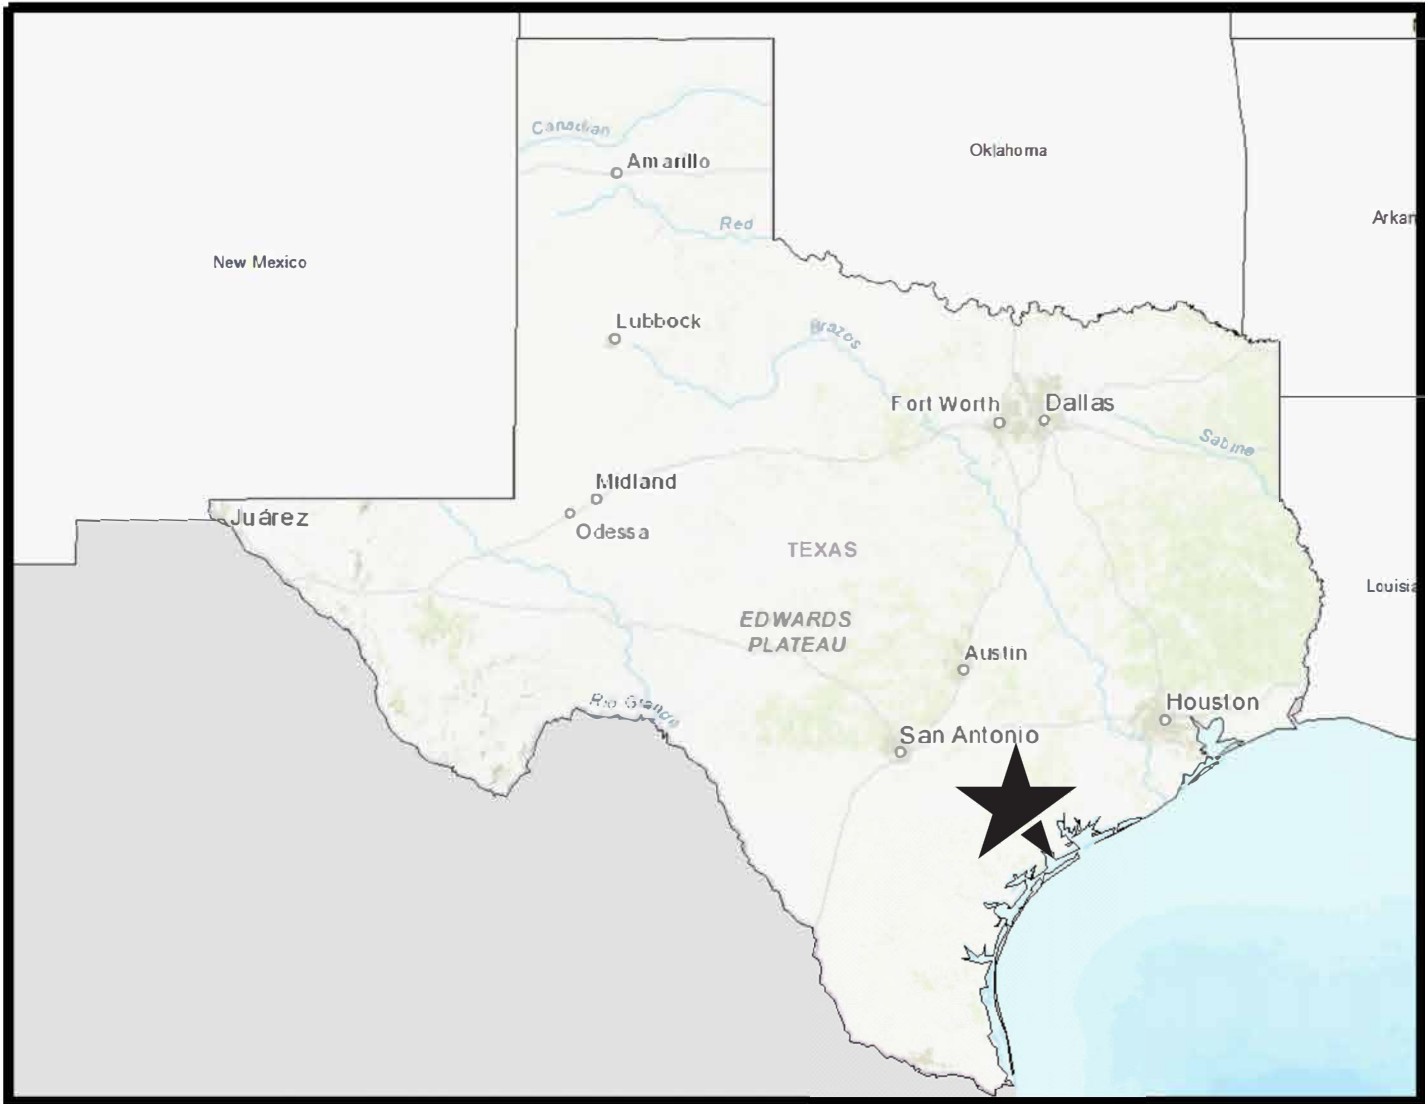 Canadian
Amarillo
Oklahoma
Arkan
Red
New Mexico
Lubbock
Brazos
Fort Worth
Dallas
Sabine
Midland
Juárez
Odessa
TEXAS
Louisia
EDWARDS
PLATEAU
Austin
Rio Grande
Houston
San Antonio